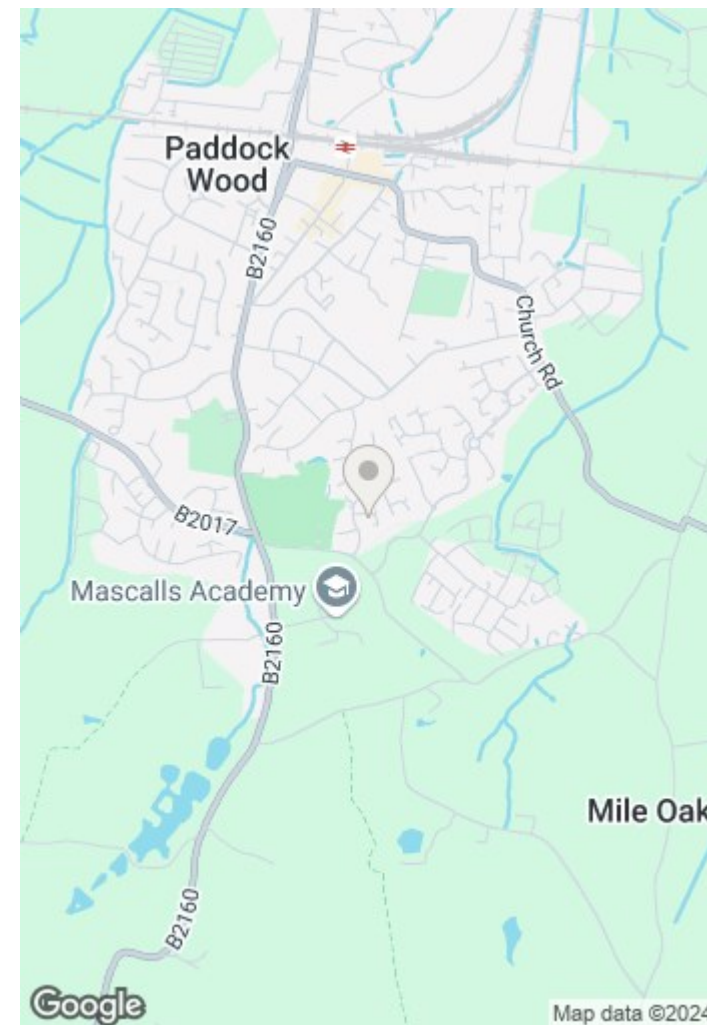 Paddock
Wood
B2160
Church Rd
B2017
Mascalls Academy
B2160
Mile Oak
B2160
Google
Map data ©2024